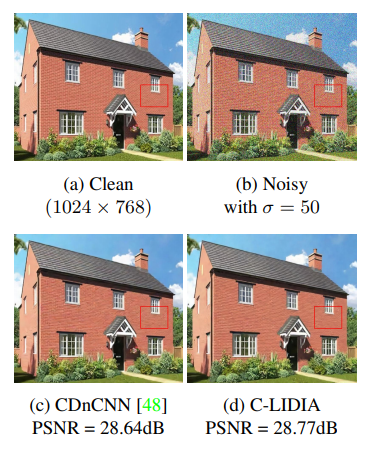 (a) Clean
(1024 × 768)
(b) Noisy
with σ = 50
(c) CDnCNN [48]
PSNR = 28.64dB
(d) C-LIDIA
PSNR = 28.77dB